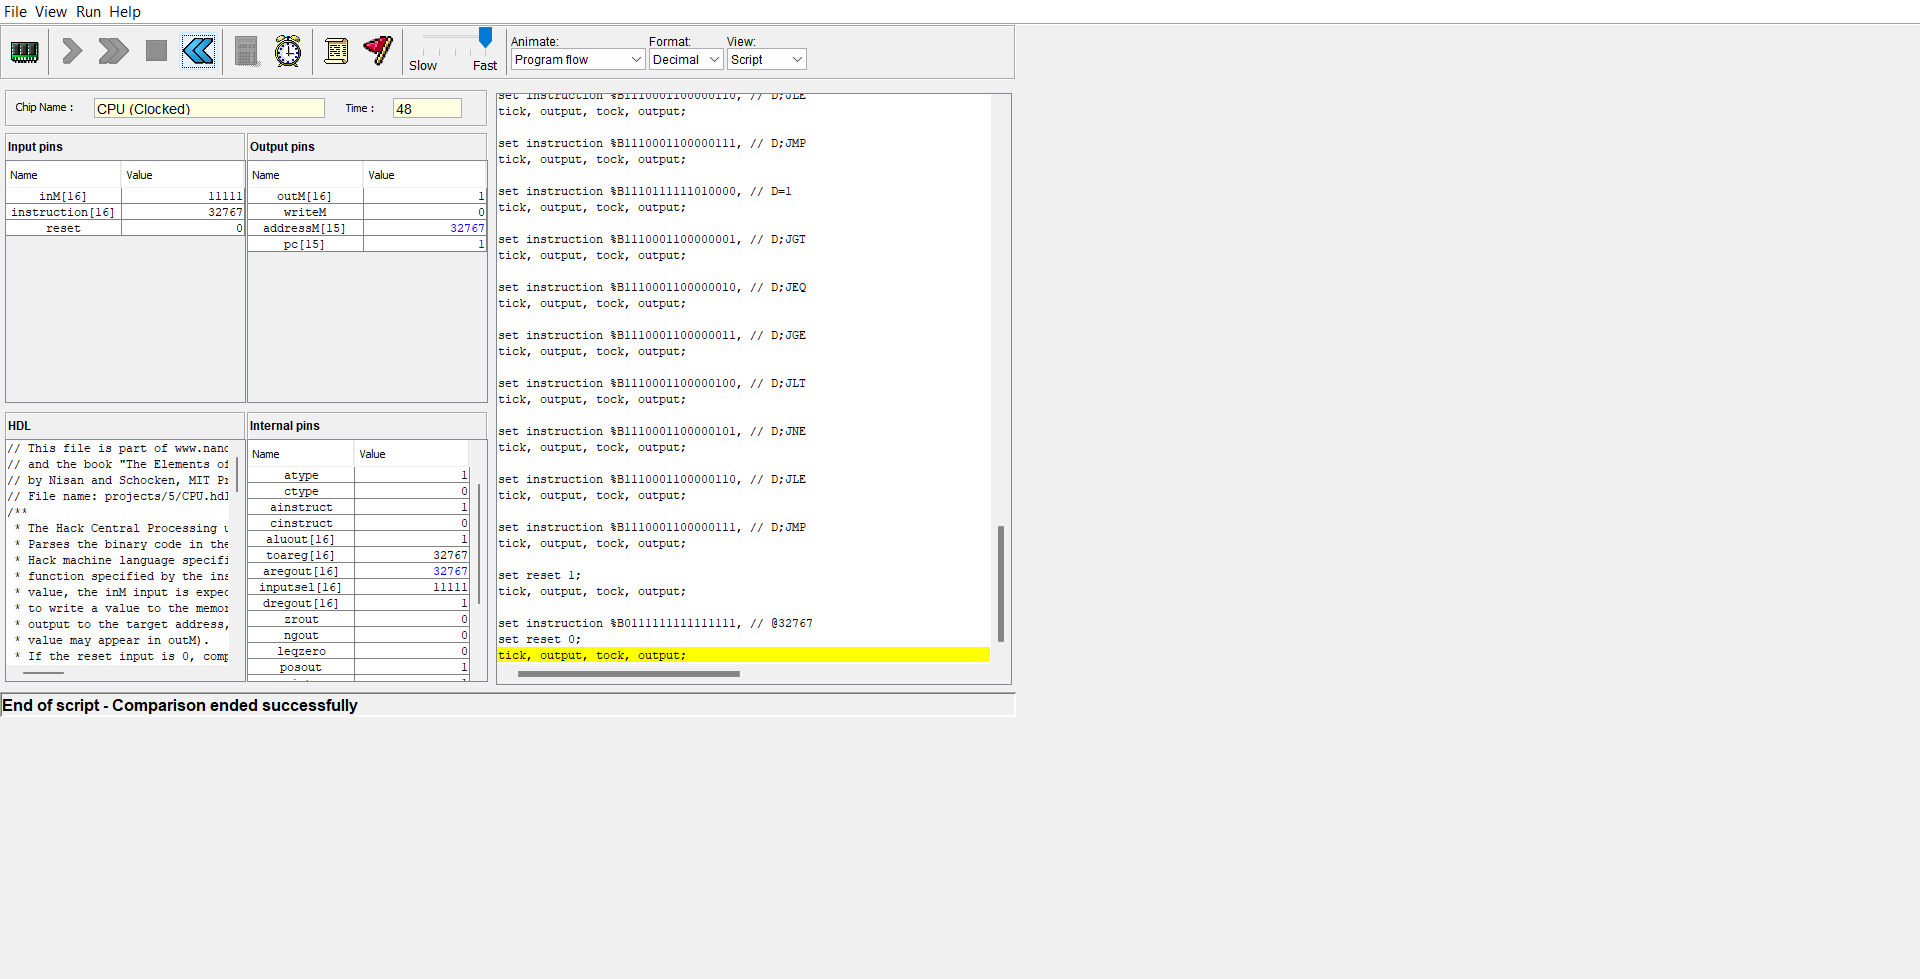 File View Run Help
Slow Fast
Animate: Format: View:
Program flow Decimal Script
Chip Name : CPU (Clocked) Time : 48
Input pins
Name Value
inM[16] 11111
instruction[16] 32767
reset 0
Output pins
Name Value
outM[16] 1
writeM 0
addressM[15] 32767
pc[15] 1
HDL
// This file is part of www.nand
// and the book "The Elements of
// by Nisan and Schocken, MIT Pr
// File name: projects/5/CPU.hdl
/**
* The Hack Central Processing u
* Parses the binary code in the
* Hack machine language specifi
* function specified by the ins
* value, the inM input is expec
* to write a value to the memor
* output to the target address,
* value may appear in outM).
* If the reset input is 0, comp
Internal pins
Name Value
atype 1
ctype 0
ainstruct 1
cinstruct 0
aluout[16] 1
toareg[16] 32767
aregout[16] 32767
inputsel[16] 11111
dregout[16] 1
zrout 0
ngout 0
leqzero 0
posout 1
set instruction %B1110001100000110, // D;JLE
tick, output, tock, output;
set instruction %B1110001100000111, // D;JMP
tick, output, tock, output;
set instruction %B1110111111010000, // D=1
tick, output, tock, output;
set instruction %B1110001100000001, // D;JGT
tick, output, tock, output;
set instruction %B1110001100000010, // D;JEQ
tick, output, tock, output;
set instruction %B1110001100000011, // D;JGE
tick, output, tock, output;
set instruction %B1110001100000100, // D;JLT
tick, output, tock, output;
set instruction %B1110001100000101, // D;JNE
tick, output, tock, output;
set instruction %B1110001100000110, // D;JLE
tick, output, tock, output;
set instruction %B1110001100000111, // D;JMP
tick, output, tock, output;
set reset 1;
tick, output, tock, output;
set instruction %B0111111111111111, // @32767
set reset 0;
tick, output, tock, output;
End of script - Comparison ended successfully